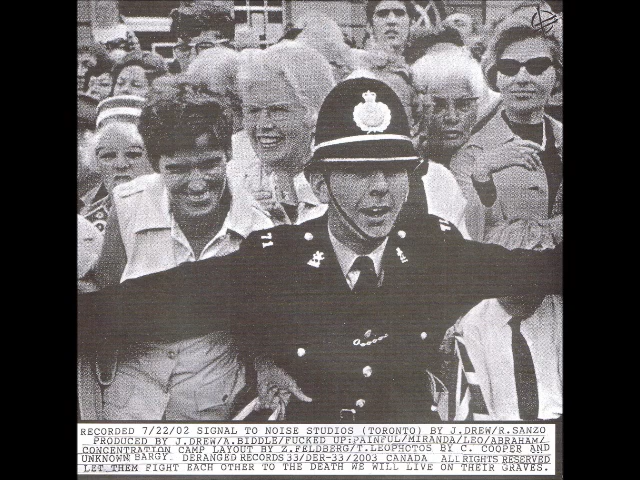 71
RECORDED 7/22/02 SIGNAL TO NOISE STUDIOS (TORONTO) BY J.DREW/R.SANZO
PRODUCED BY J.DREW/A.BIDDLE/FUCKED UP:PAINFUL/MIRANDA/LEO/ABRAHAM/
CONCENTRATION CAMP LAYOUT BY Z.FELDBERG/T.LEOPHOTOS BY C. COOPER AND
UNKNOWN BARGY. DERANGED RECORDS 33/DER-33/2003 CANADA ALL RIGHTS RESERVED
LET THEM FIGHT EACH OTHER TO THE DEATH WE WILL LIVE ON THEIR GRAVES.